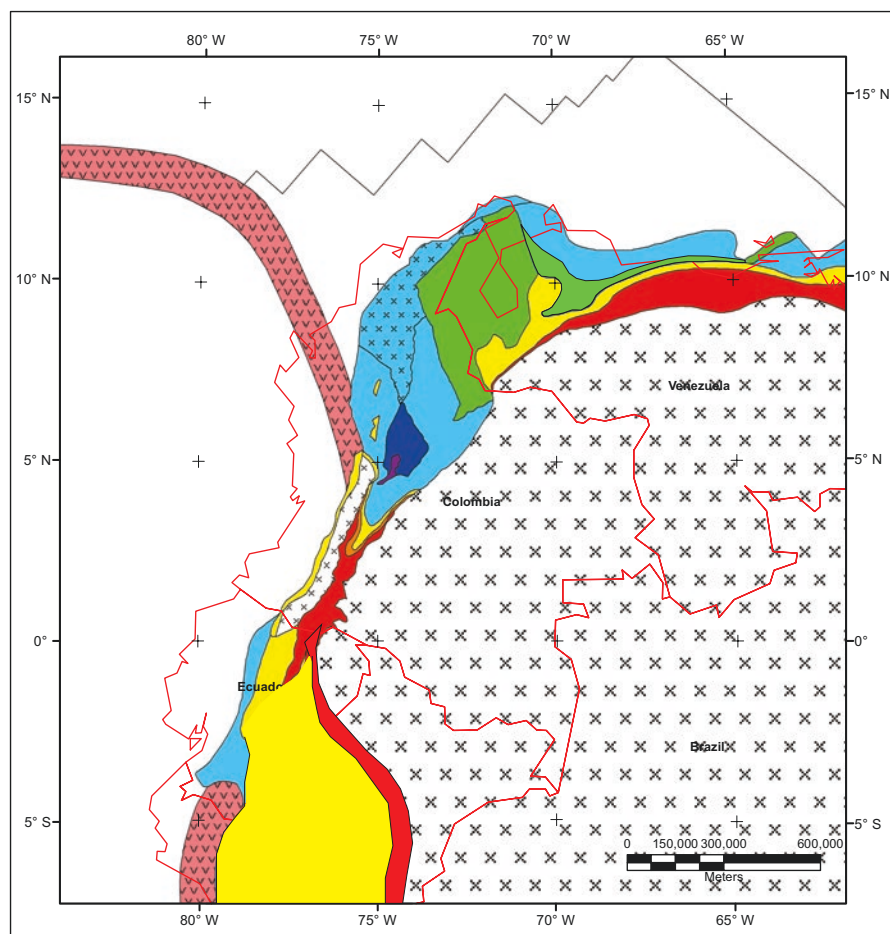 80° W 75° W 70° W 65° W
15° N 15° N
10° N 10° N
Venezuela
5° N 5° N
Colombia
0° 0°
Ecuado
Brazil
5° S 5° S
0 150,000 300,000 600,000
Meters
80° W 75° W 70° W 65° W